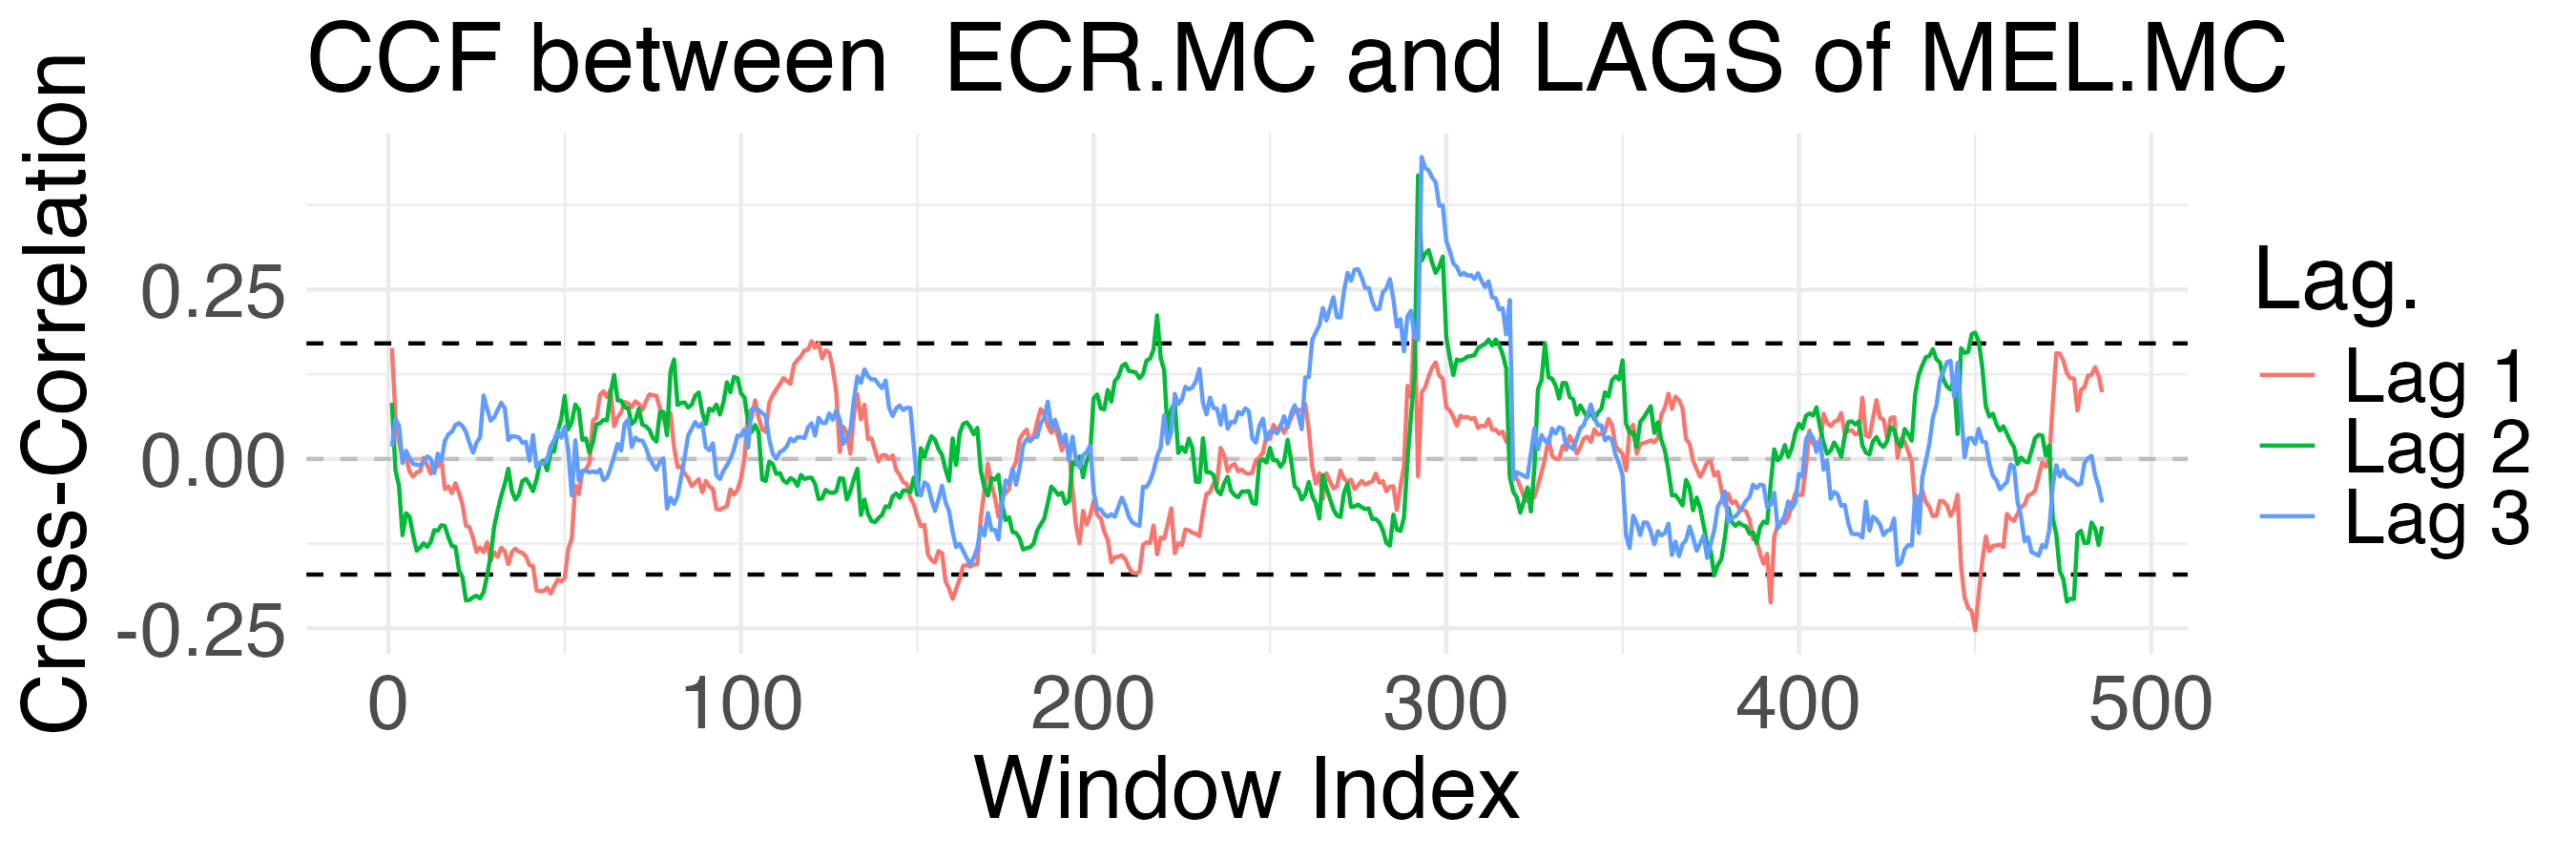 CCF between  ECR.MC and LAGS of MEL.MC
Cross-Correlation
0.25
0.00
-0.25
0 100 200 300 400 500
Window Index
Lag.
Lag 1
Lag 2
Lag 3